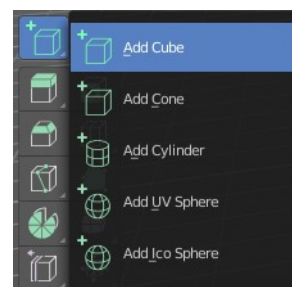 Add Cube
Add Cone
Add Cylinder
Add UV Sphere
Add Ico Sphere